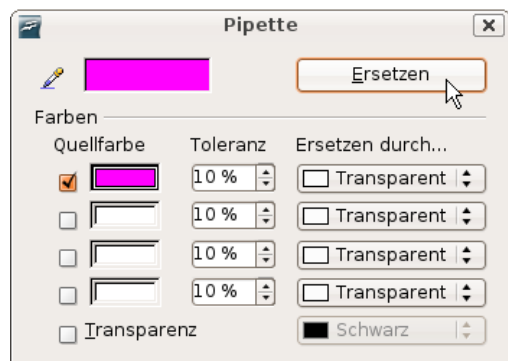 Pipette
Ersetzen
Farben
Quellfarbe Toleranz Ersetzen durch...
10 % Transparent
10 % Transparent
10 % Transparent
10 % Transparent
Transparenz Schwarz